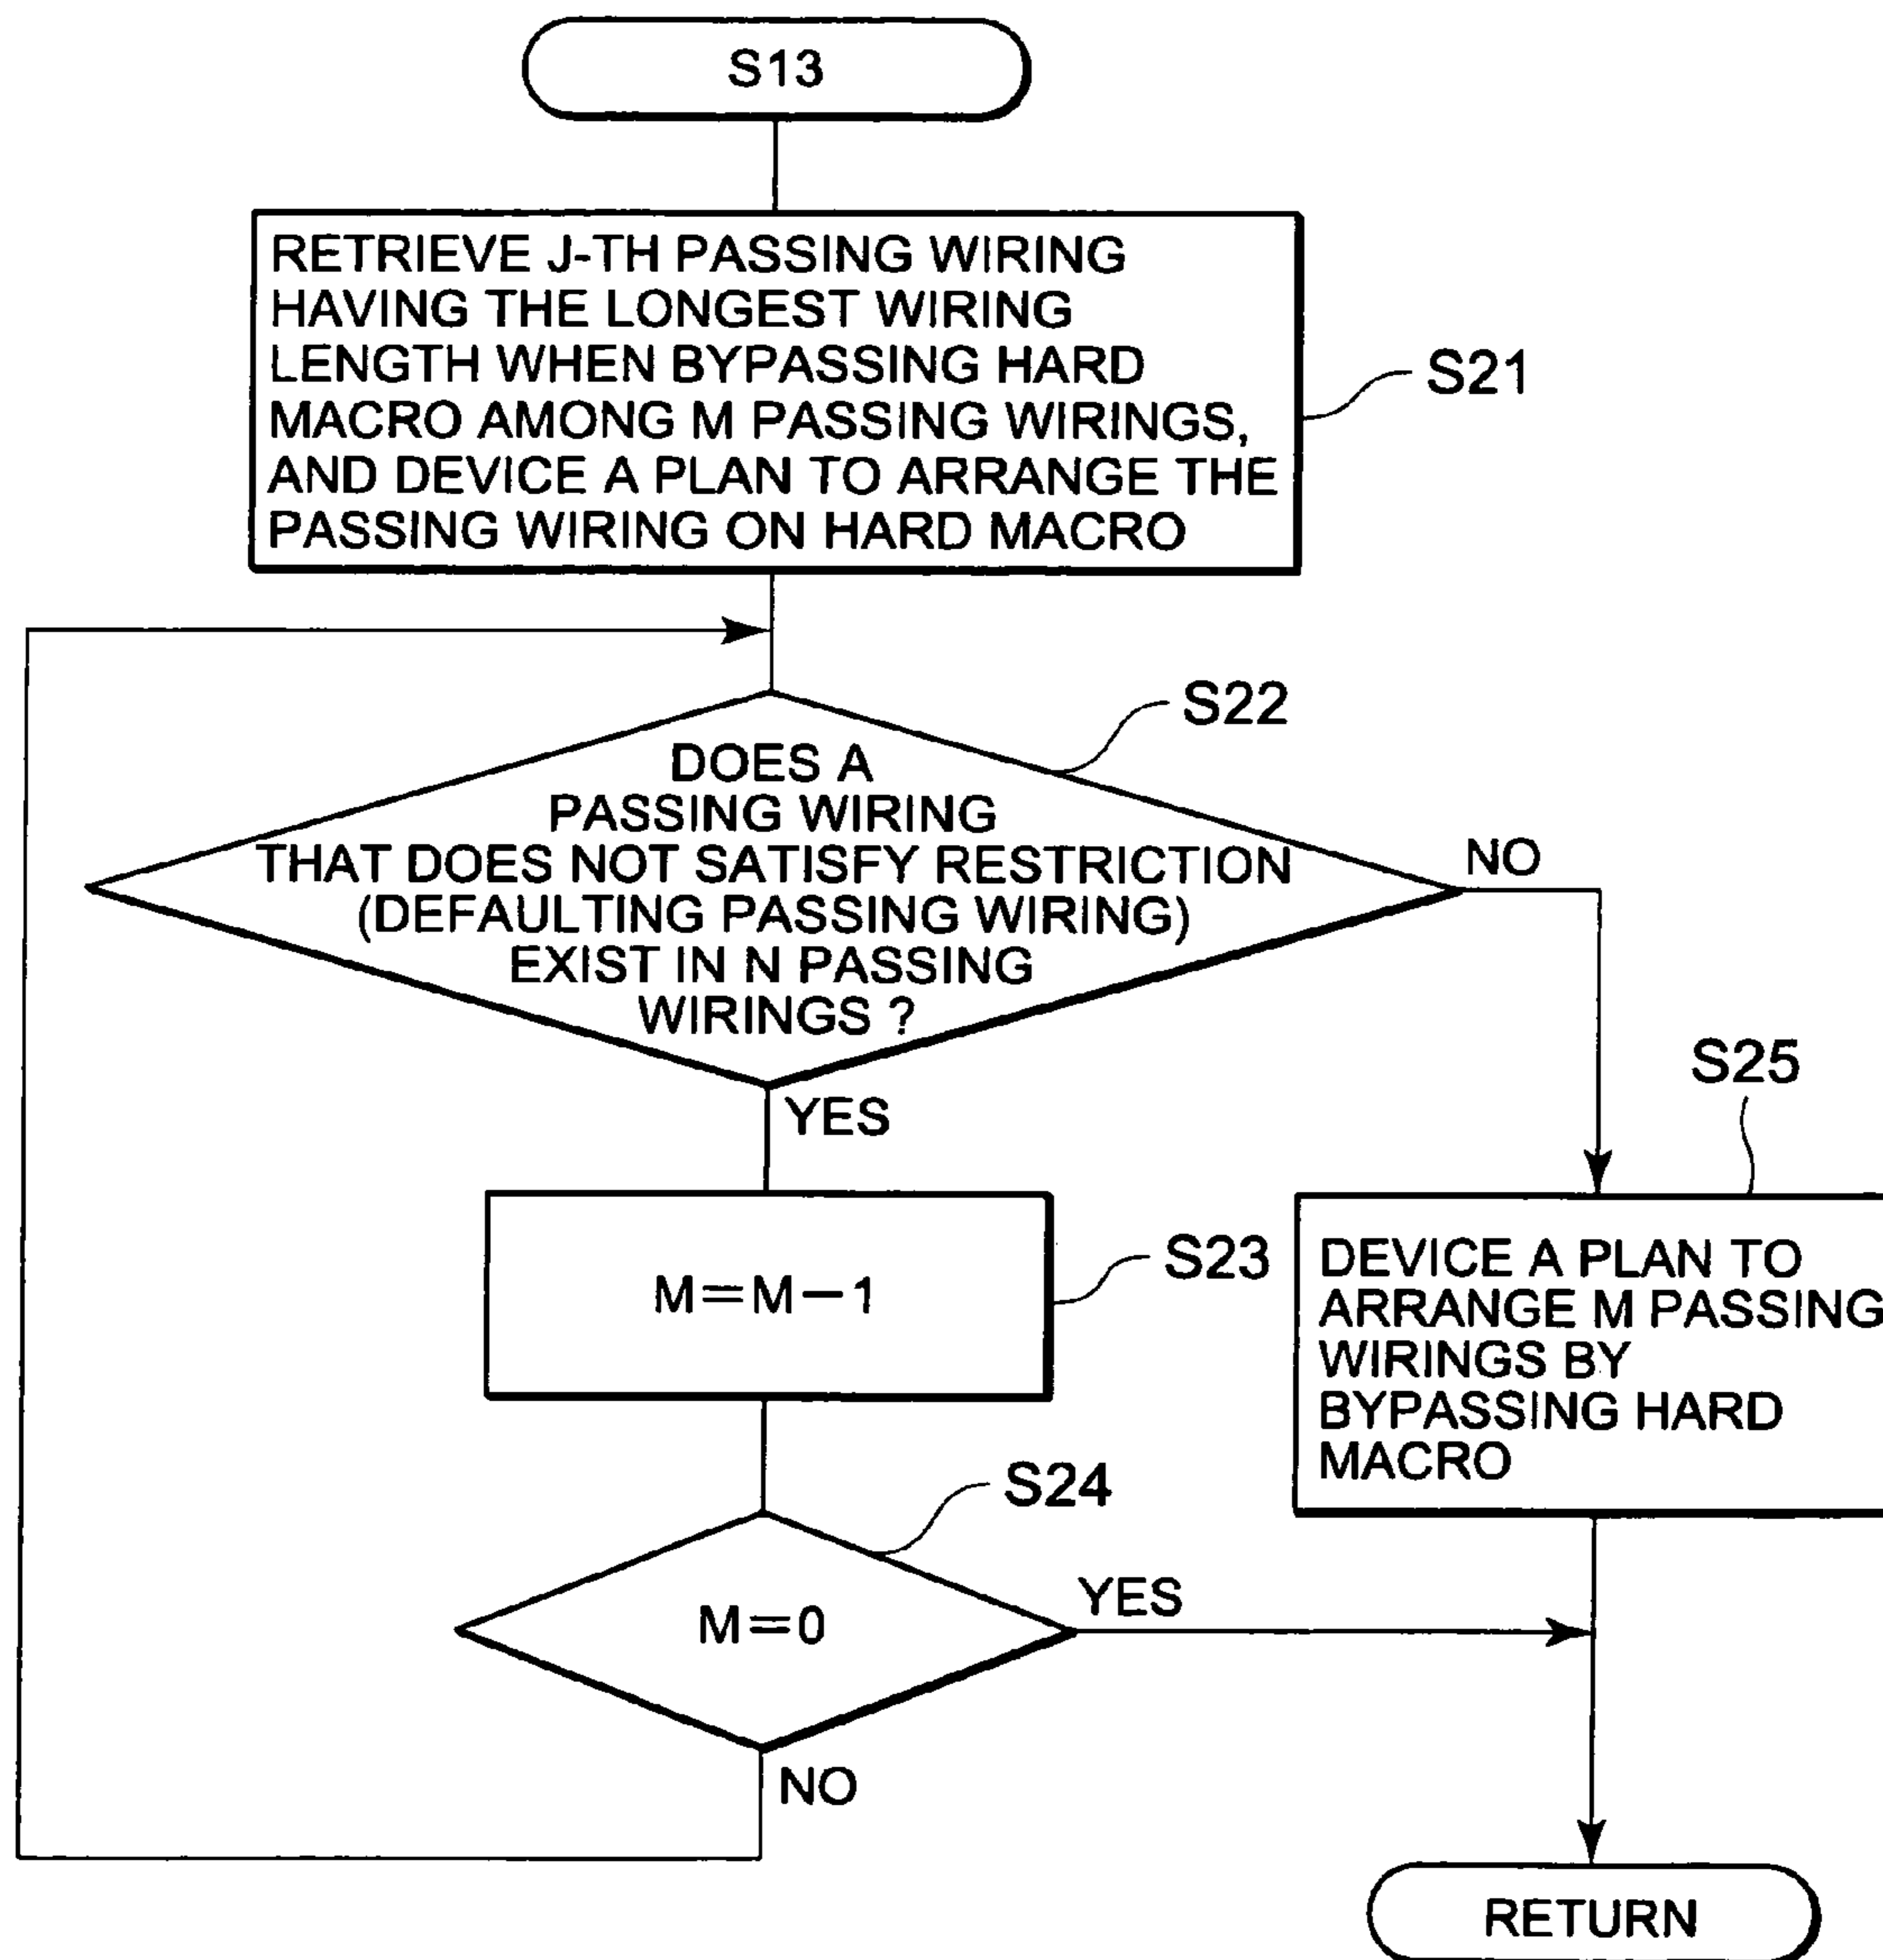 S13
RETRIEVE J-TH PASSING WIRING
HAVING THE LONGEST WIRING
LENGTH WHEN BYPASSING HARD
MACRO AMONG M PASSING WIRINGS,
AND DEVICE A PLAN TO ARRANGE THE
PASSING WIRING ON HARD MACRO
S21
S22
DOES A
PASSING WIRING
THAT DOES NOT SATISFY RESTRICTION
(DEFAULTING PASSING WIRING)
EXIST IN N PASSING
WIRINGS ?
NO
YES
S25
M=M−1
S23
DEVICE A PLAN TO
ARRANGE M PASSING
WIRINGS BY
BYPASSING HARD
MACRO
S24
M=0
YES
NO
RETURN